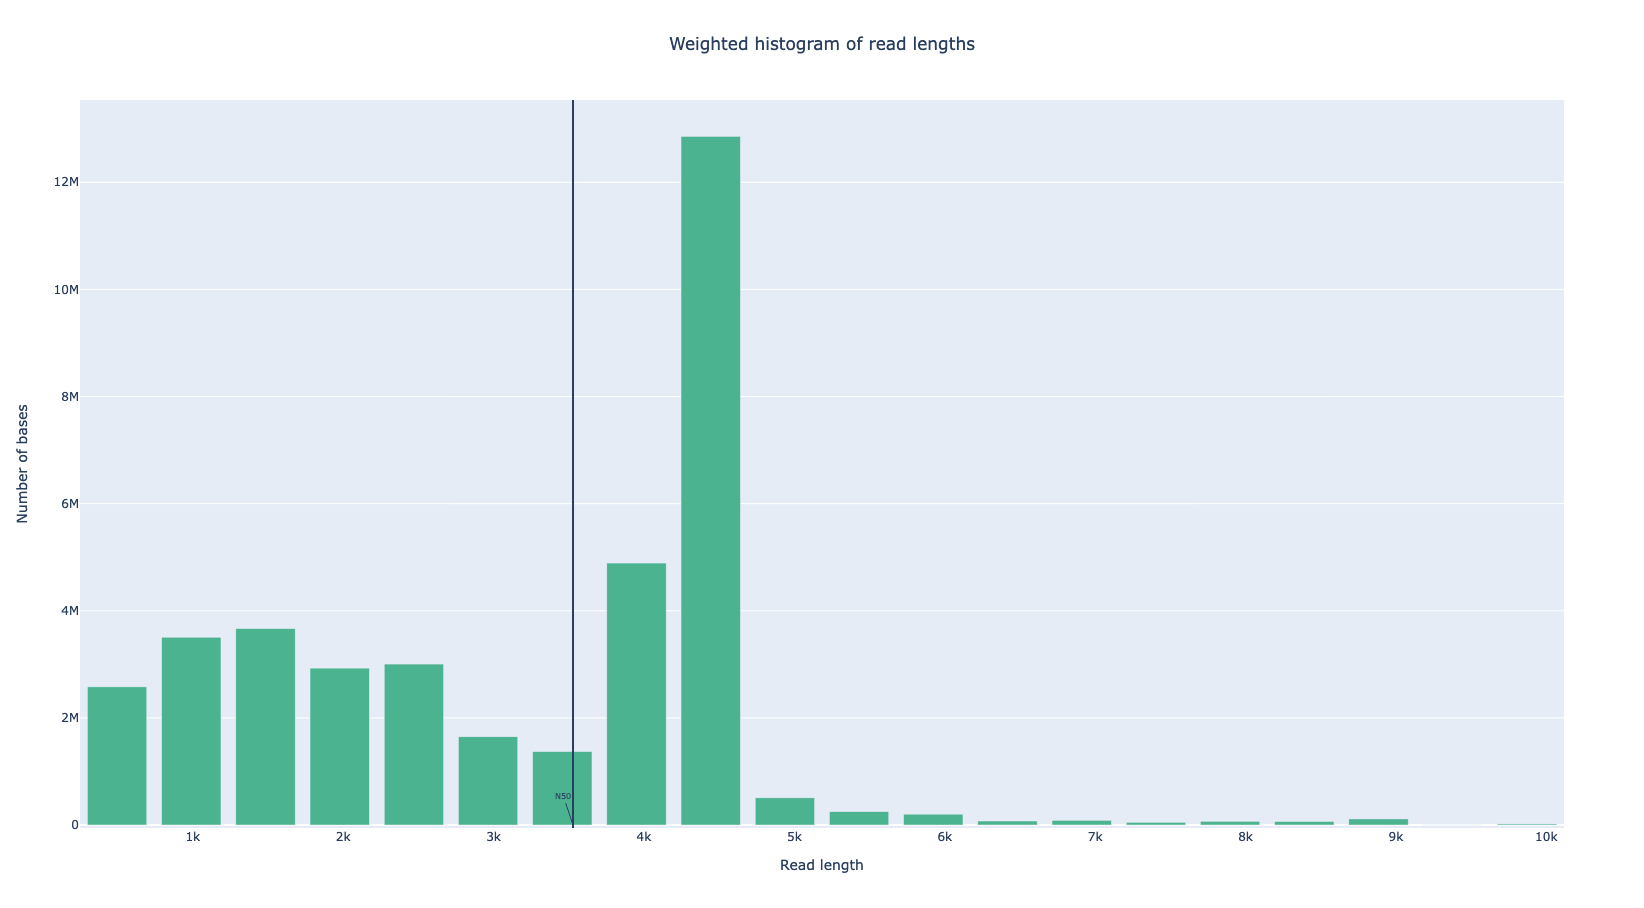 Weighted histogram of read lengths
12M
10M
8M
6M
4M
2M
0
Number of bases
N50
1k 2k 3k 4k 5k 6k 7k 8k 9k 10k
Read length